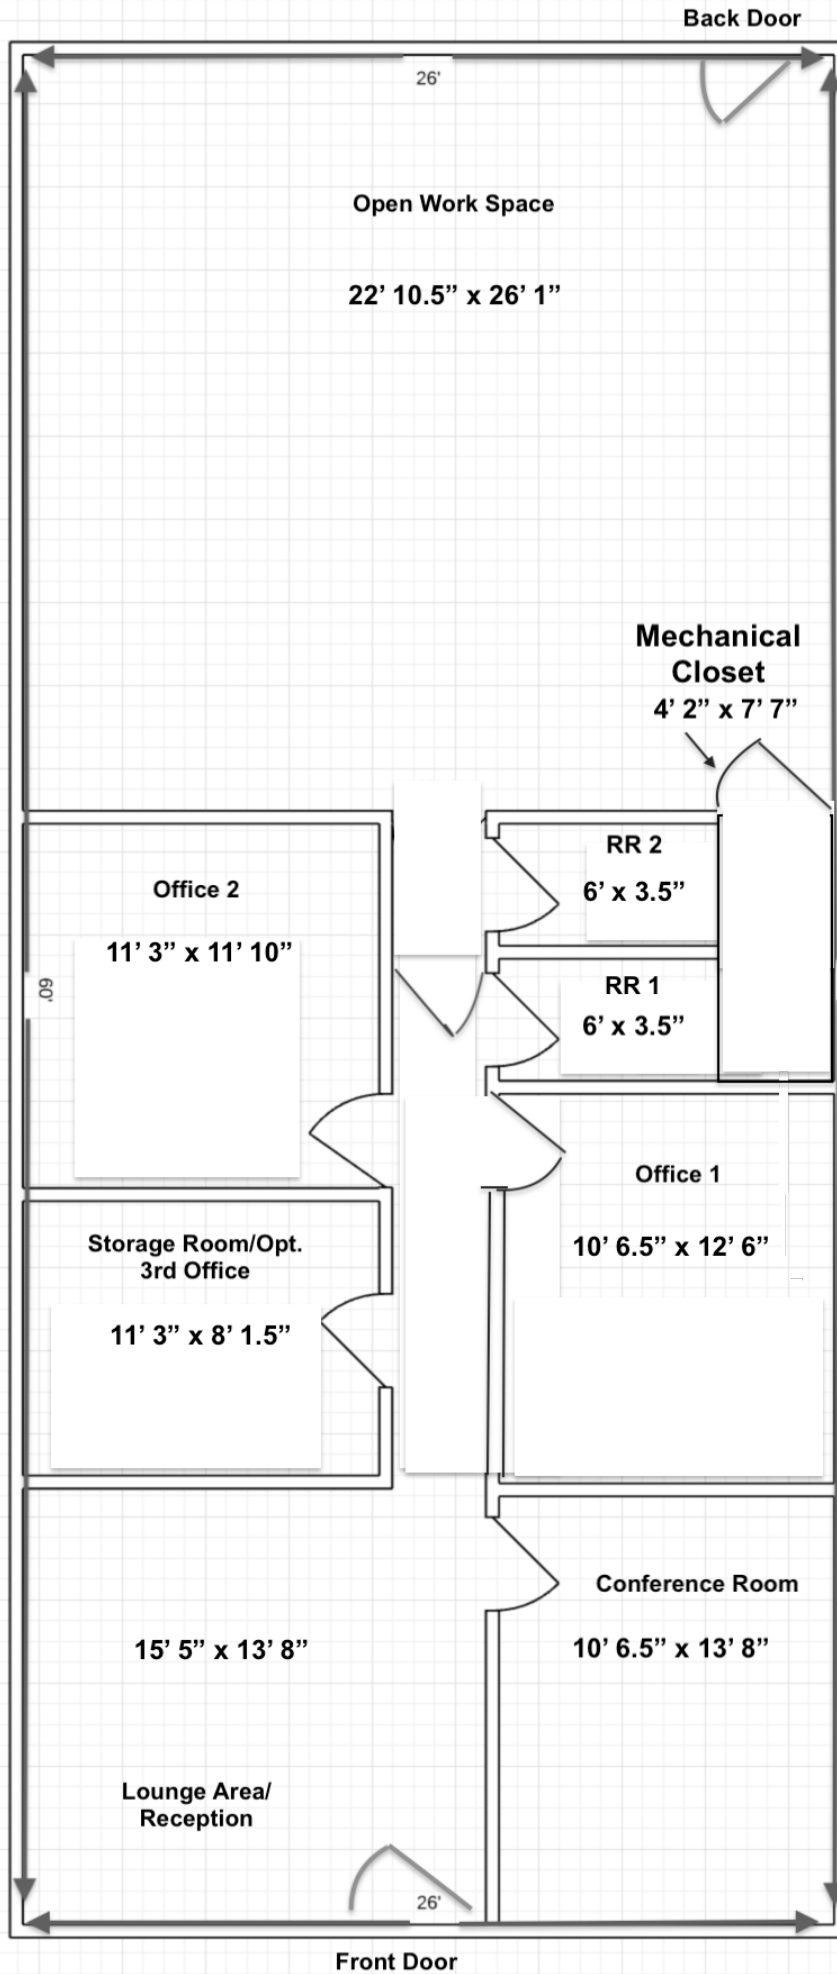 Back Door
26'
Open Work Space
22’ 10.5” x 26’ 1”
Mechanical
Closet
4’ 2” x 7’ 7”
RR 2
6’ x 3.5”
Office 2
11’ 3” x 11’ 10”
60'
RR 1
6’ x 3.5”
Office 1
10’ 6.5” x 12’ 6”
Storage Room/Opt.
3rd Office
11’ 3” x 8’ 1.5”
Conference Room
10’ 6.5” x 13’ 8”
15’ 5” x 13’ 8”
Lounge Area/
Reception
26'
Front Door